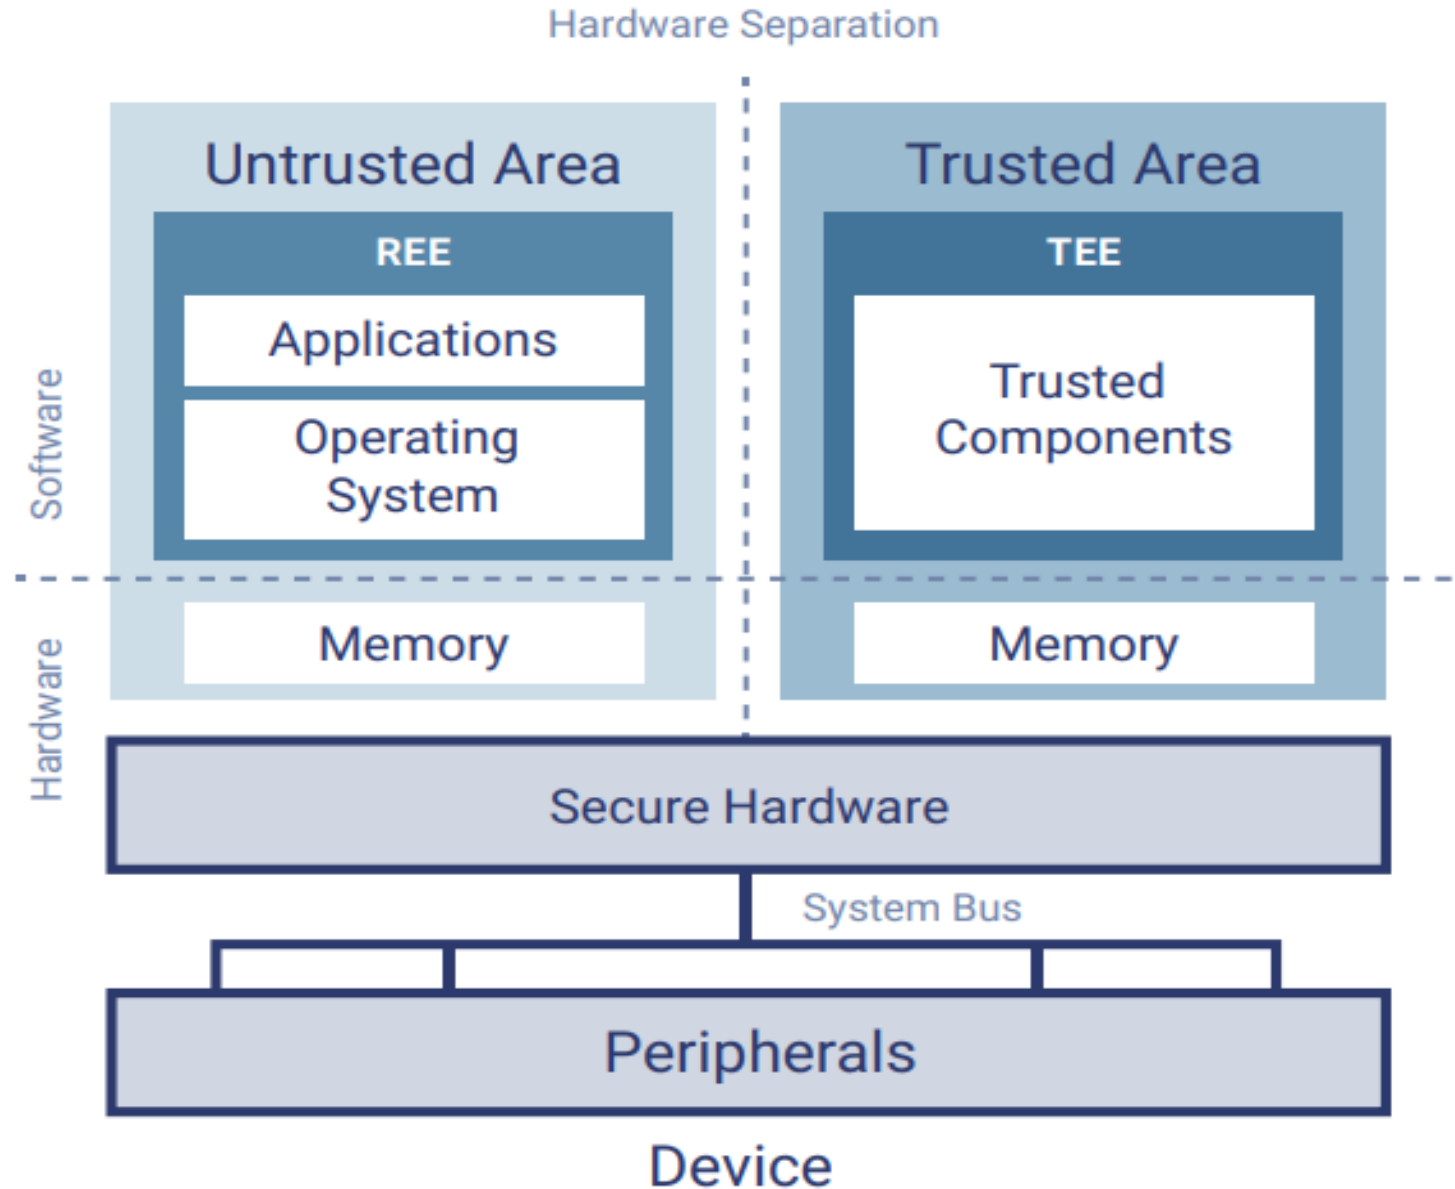 Hardware Separation
Untrusted Area
REE
Applications
Operating
System
Memory
Trusted Area
TEE
Trusted
Components
Memory
Software
Hardware
Secure Hardware
System Bus
Peripherals
Device